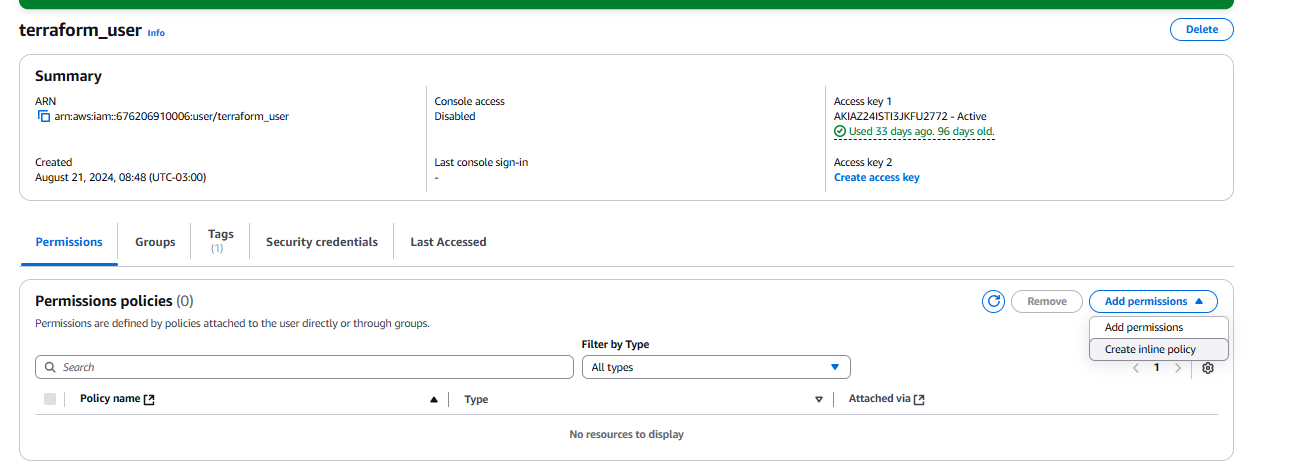 terraform_user Info
Delete
Summary
ARN
arn:aws:iam::676206910006:user/terraform_user
Created
August 21, 2024, 08:48 (UTC-03:00)
Console access
Disabled
Last console sign-in
-
Access key 1
AKIAZ24ISTI3JKFU2772 - Active
Used 33 days ago. 96 days old.
Access key 2
Create access key
Permissions
Groups
Tags
(1)
Security credentials
Last Accessed
Permissions policies (0)
Remove
Add permissions
Permissions are defined by policies attached to the user directly or through groups.
Add permissions
Create inline policy
Filter by Type
Search
All types
1
Policy name
Type
Attached via
No resources to display